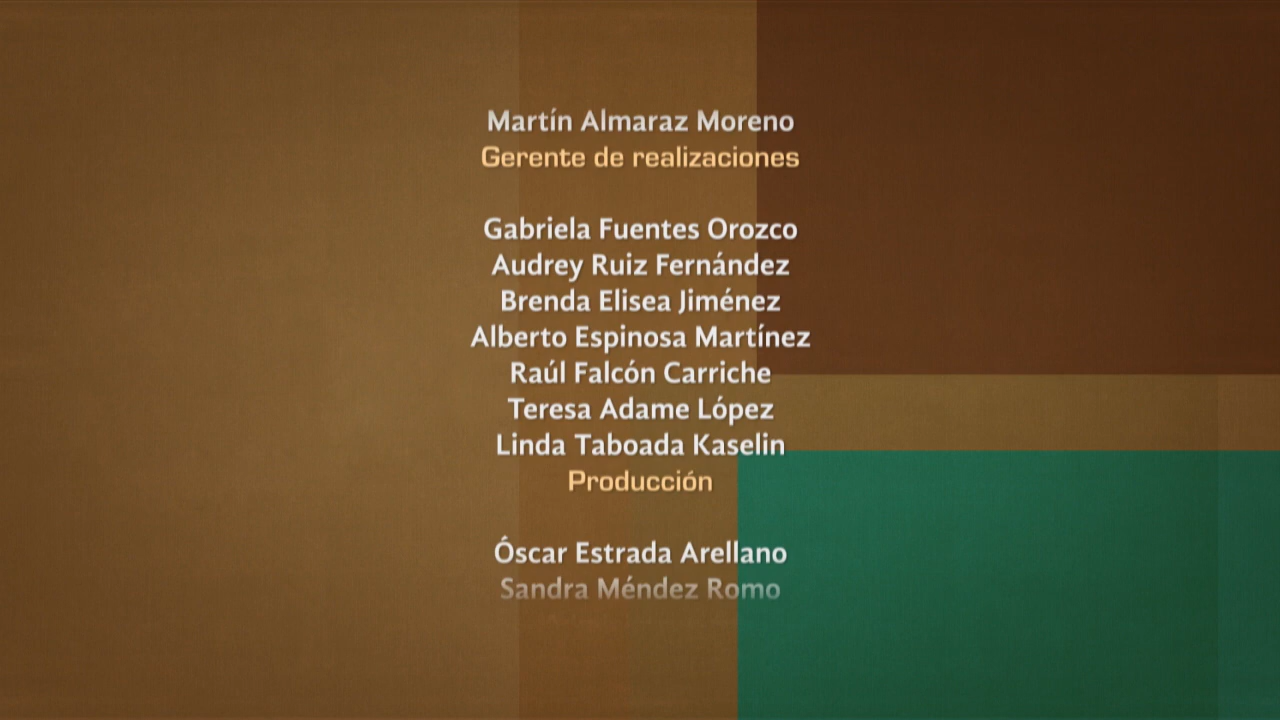 Martín Almaraz Moreno
Gerente de realizaciones
Gabriela Fuentes Orozco
Audrey Ruiz Fernández
Brenda Elisea Jiménez
Alberto Espinosa Martínez
Raúl Falcón Carriche
Teresa Adame López
Linda Taboada Kaselin
Producción
Óscar Estrada Arellano
Sandra Méndez Romo